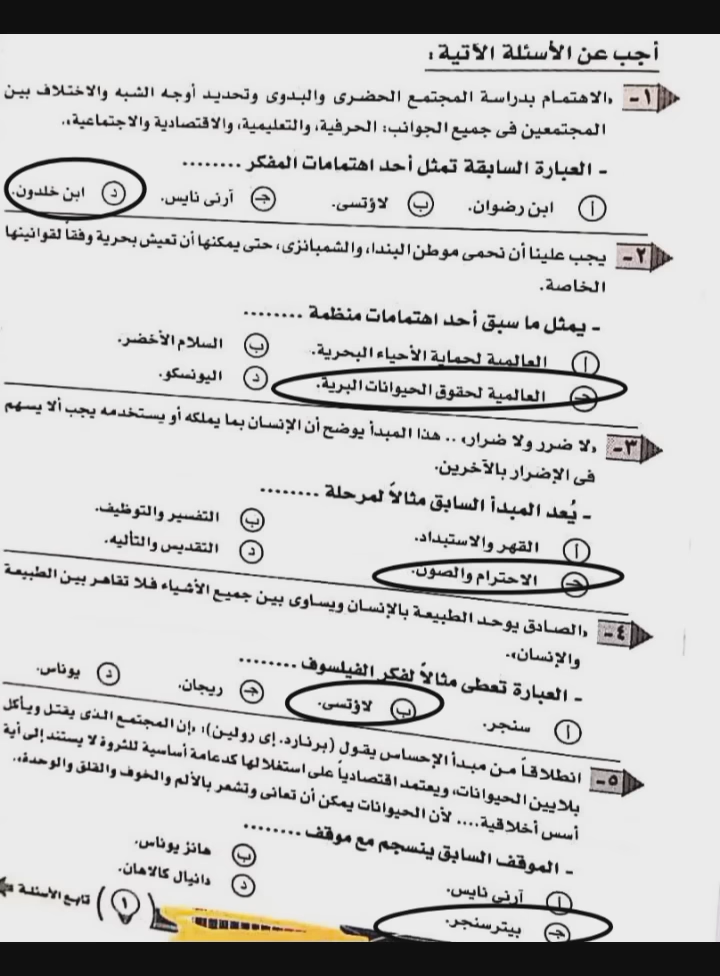 أجب عن الأسئلة الآتية :
١- «الاهتمام بدراسة المجتمع الحضرى والبدوى وتحديد أوجه الشبه والاختلاف بين
المجتمعين فى جميع الجوانب: الحرفية، والتعليمية، والاقتصادية والاجتماعية».
- العبارة السابقة تمثل أحد اهتمامات المفكر ........
أ ابن رضوان. ب لاؤتسى. جـ آرنى نايس. د ابن خلدون.
٢- يجب علينا أن نحمى موطن البندا، والشمبانزى، حتى يمكنها أن تعيش بحرية وفقاً لقوانينها
الخاصة.
- يمثل ما سبق أحد اهتمامات منظمة ........
أ العالمية لحماية الأحياء البحرية. ب السلام الأخضر.
جـ العالمية لحقوق الحيوانات البرية. د اليونسكو.
٣- «لا ضرر ولا ضرار» .. هذا المبدأ يوضح أن الإنسان بما يملكه أو يستخدمه يجب ألا يسهم
فى الإضرار بالآخرين.
- يُعد المبدأ السابق مثالاً لمرحلة ........
أ القهر والاستبداد. ب التفسير والتوظيف.
جـ الاحترام والصون. د التقديس والتأليه.
٤- «الصادق يوحد الطبيعة بالإنسان ويساوى بين جميع الأشياء فلا تقاهر بين الطبيعة
والإنسان».
- العبارة تعطى مثالاً لفكر الفيلسوف ........
أ سنجر. ب لاؤتسى. جـ ريجان. د يوناس.
٥- انطلاقاً من مبدأ الإحساس يقول (برنارد. إى رولين): «إن المجتمع الذى يقتل ويأكل
بلايين الحيوانات، ويعتمد اقتصادياً على استغلالها كدعامة أساسية للثروة لا يستند إلى أية
أسس أخلاقية.... لأن الحيوانات يمكن أن تعانى وتشعر بالألم والخوف والقلق والوحدة».
- الموقف السابق ينسجم مع موقف ........
أ آرنى نايس. ب هانز يوناس.
جـ بيتر سنجر. د دانيال كالاهان.
(١) تابع الأسئلة